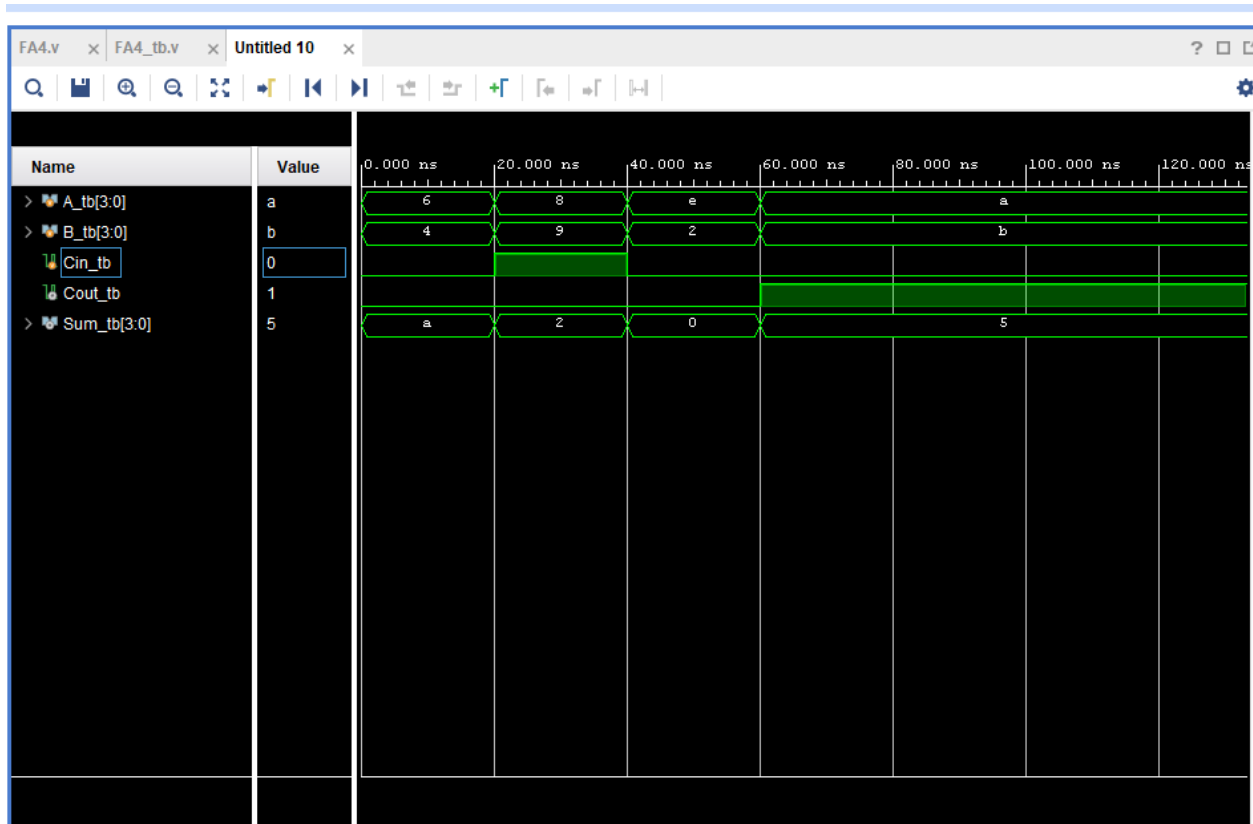 FA4.v × FA4_tb.v × Untitled 10 × ?
Name Value 0.000 ns 20.000 ns 40.000 ns 60.000 ns 80.000 ns 100.000 ns 120.000 ns
A_tb[3:0] a 6 8 e a
B_tb[3:0] b 4 9 2 b
Cin_tb 0
Cout_tb 1
Sum_tb[3:0] 5 a 2 0 5